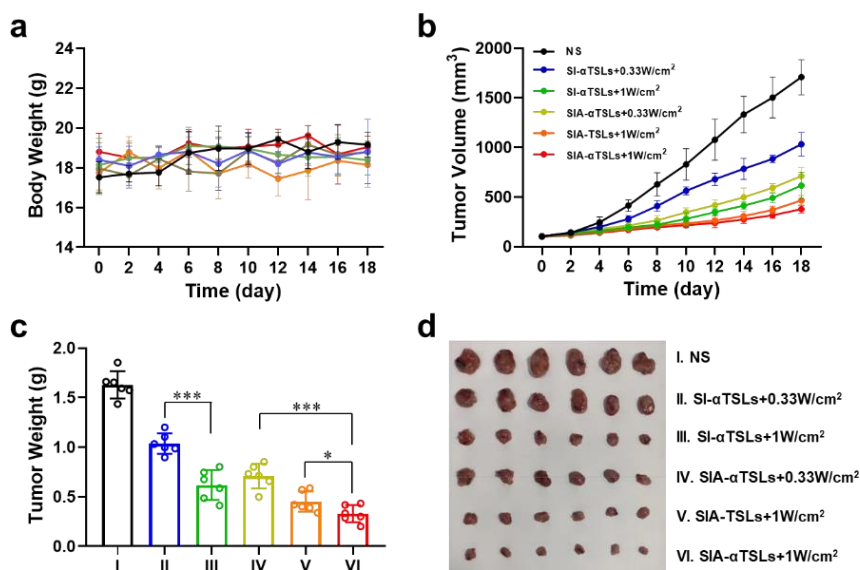 a
Body Weight (g)
24
22
20
18
16
14
0 2 4 6 8 10 12 14 16 18
Time (day)
b
Tumor Volume (mm³)
2000
1500
1000
500
0
NS
SI-αTSLs+0.33W/cm²
SI-αTSLs+1W/cm²
SIA-αTSLs+0.33W/cm²
SIA-TSLs+1W/cm²
SIA-αTSLs+1W/cm²
0 2 4 6 8 10 12 14 16 18
Time (day)
c
Tumor Weight (g)
2.0
1.5
1.0
0.5
0.0
***
***
*
I II III IV V VI
d
I. NS
II. SI-αTSLs+0.33W/cm²
III. SI-αTSLs+1W/cm²
IV. SIA-αTSLs+0.33W/cm²
V. SIA-TSLs+1W/cm²
VI. SIA-αTSLs+1W/cm²